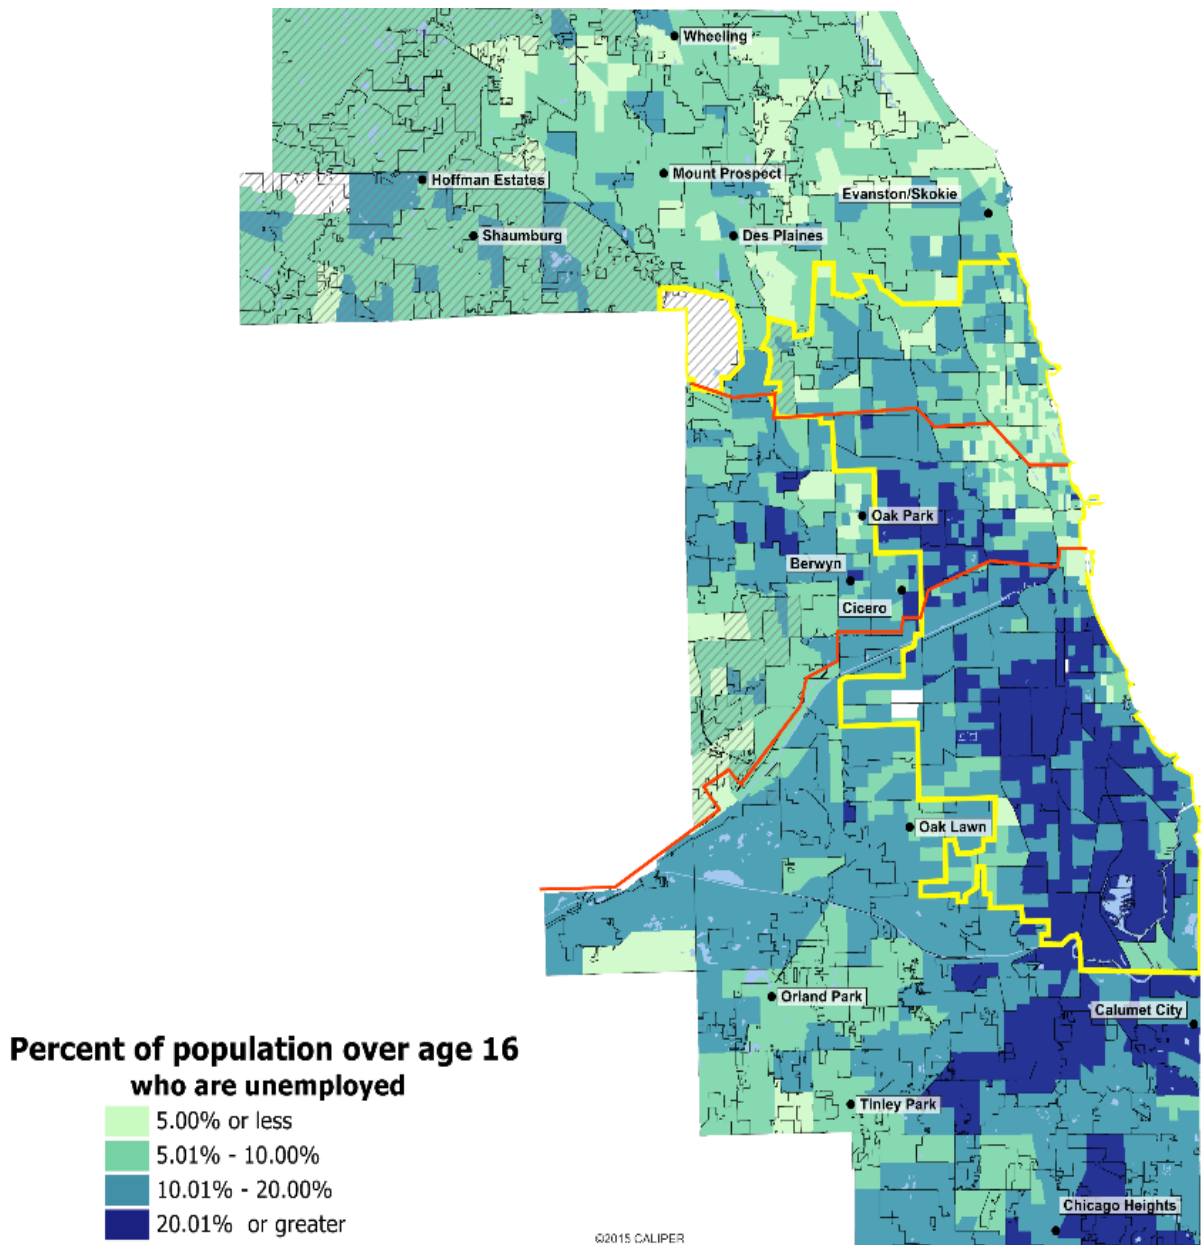 Wheeling
Hoffman Estates
Mount Prospect
Evanston/Skokie
Shaumburg
Des Plaines
Oak Park
Berwyn
Cicero
Oak Lawn
Orland Park
Calumet City
Tinley Park
Chicago Heights
Percent of population over age 16
who are unemployed
5.00% or less
5.01% - 10.00%
10.01% - 20.00%
20.01% or greater
©2015 CALIPER